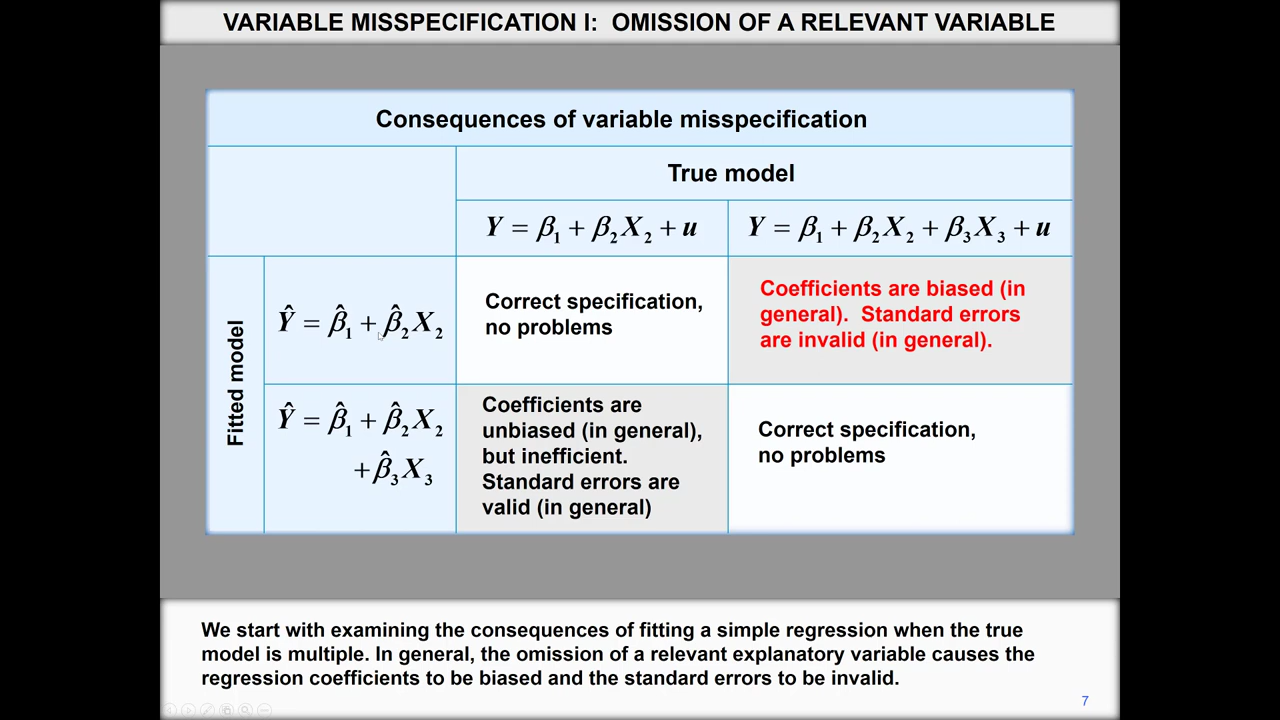 VARIABLE MISSPECIFICATION I: OMISSION OF A RELEVANT VARIABLE
Consequences of variable misspecification
True model
Y = β₁ + β₂X₂ + u
Y = β₁ + β₂X₂ + β₃X₃ + u
Fitted model
Ŷ = β̂₁ + β̂₂X₂
Correct specification,
no problems
Coefficients are biased (in
general). Standard errors
are invalid (in general).
Ŷ = β̂₁ + β̂₂X₂
+ β̂₃X₃
Coefficients are
unbiased (in general),
but inefficient.
Standard errors are
valid (in general)
Correct specification,
no problems
We start with examining the consequences of fitting a simple regression when the true
model is multiple. In general, the omission of a relevant explanatory variable causes the
regression coefficients to be biased and the standard errors to be invalid.
7